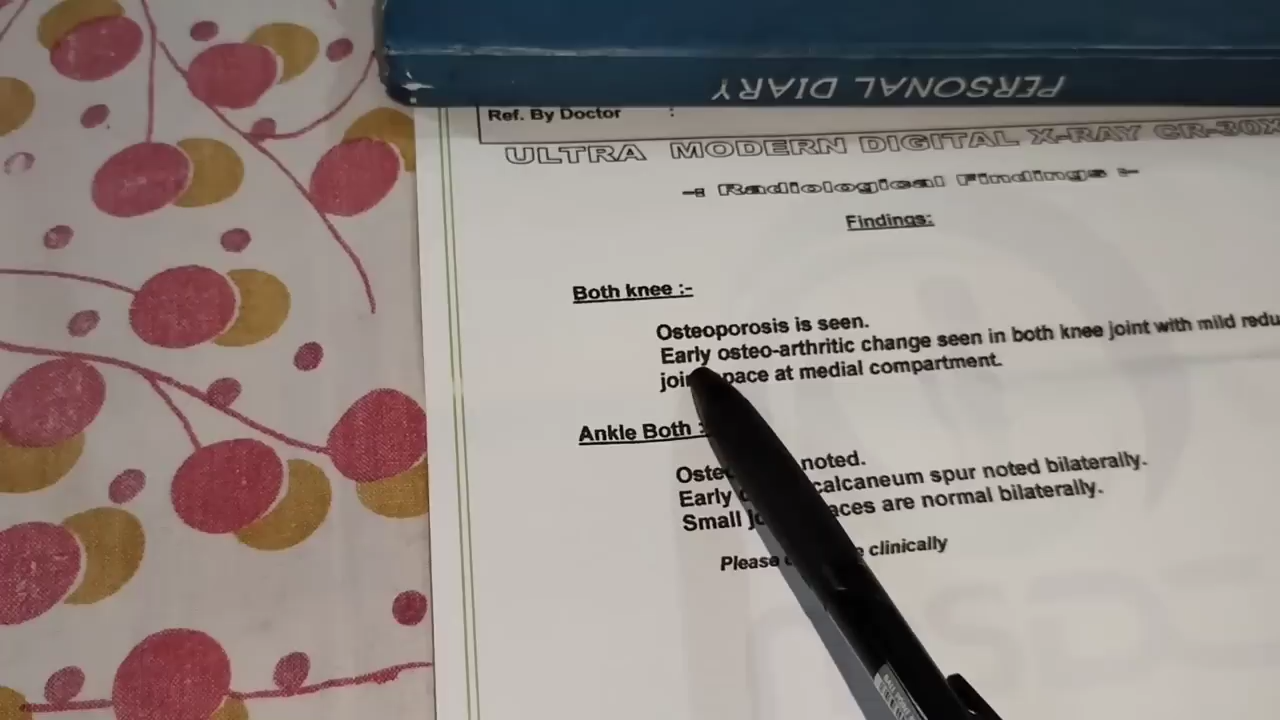 PERSONAL DIARY
Ref. By Doctor :
ULTRA MODERN DIGITAL X-RAY CR-30X
-: Radiological Findings :-
Findings:
Both knee :-
Osteoporosis is seen.
Early osteo-arthritic change seen in both knee joint with mild
at medial compartment.
Ankle Both :
noted.
Early calcaneum spur noted bilaterally.
Small are normal bilaterally.
Please clinically